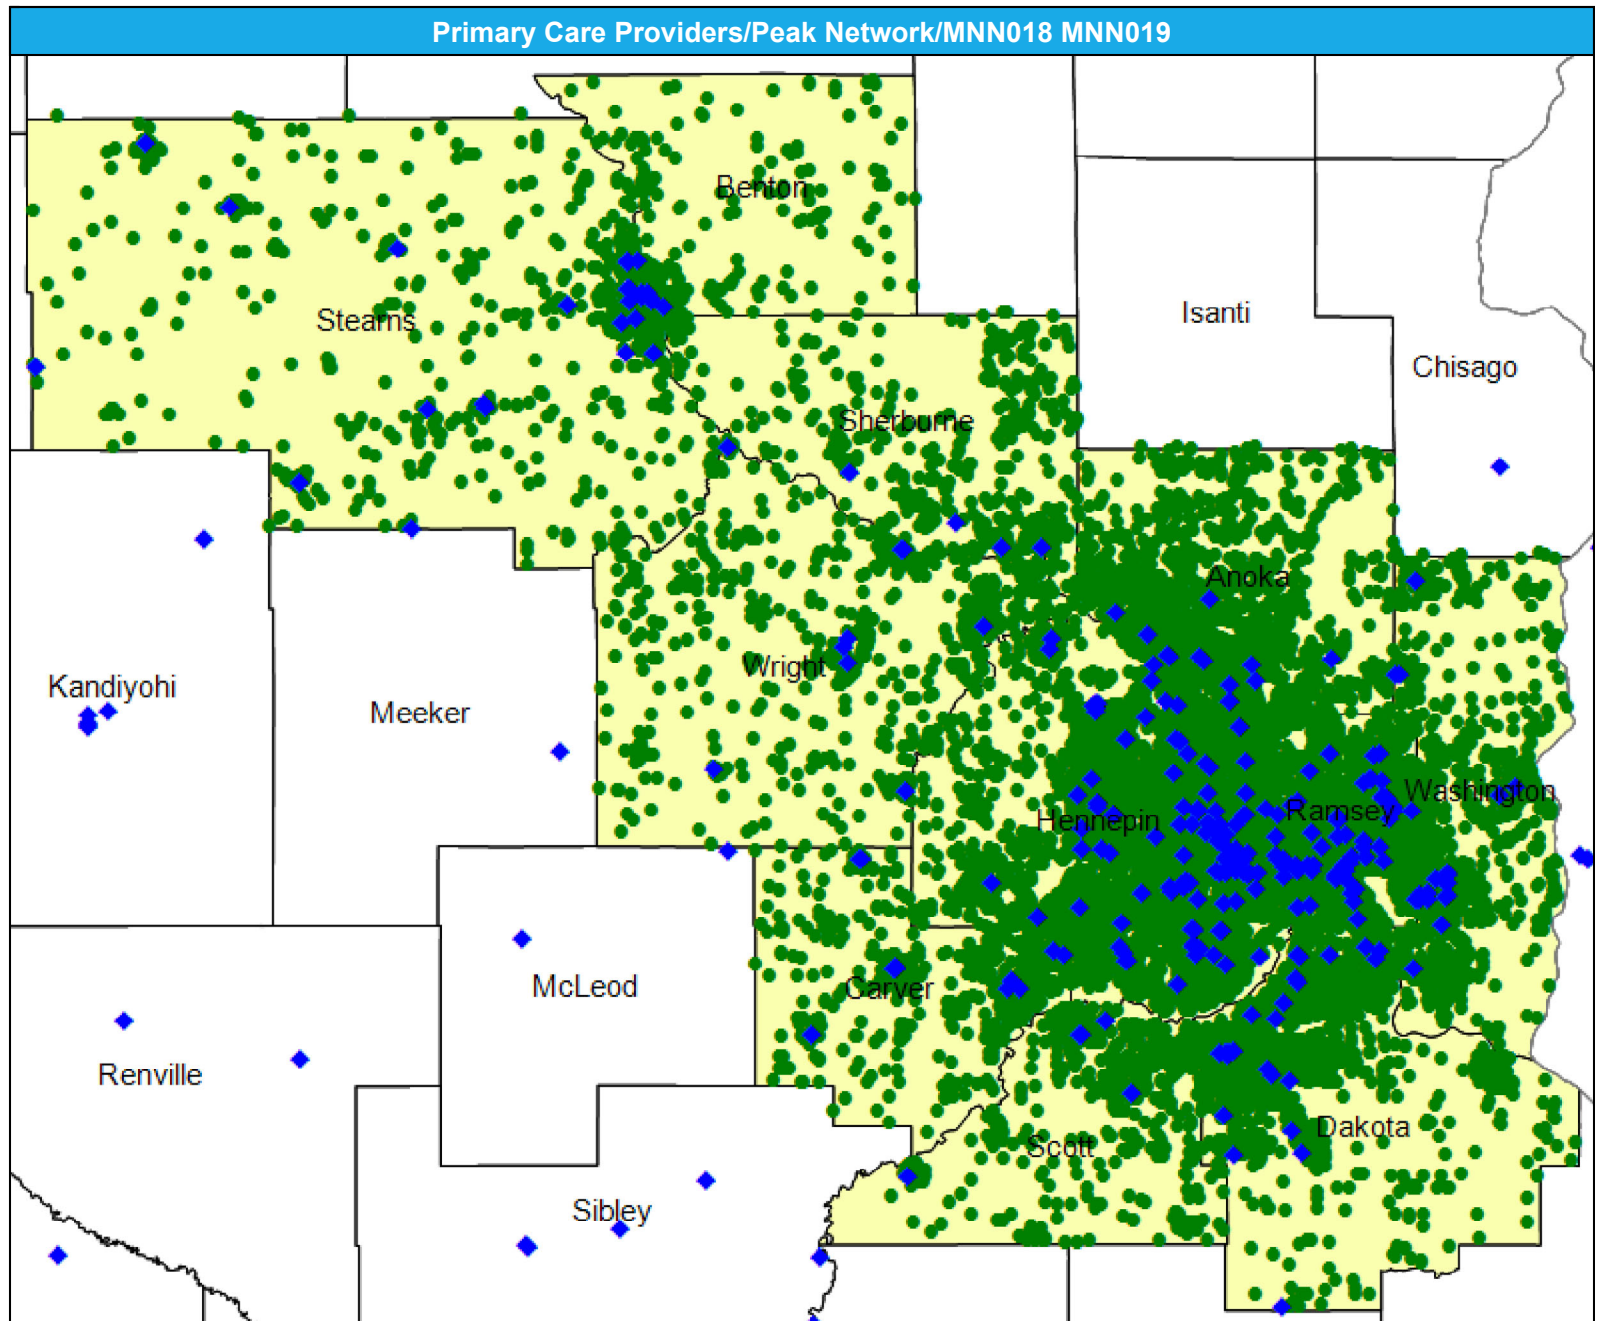 Primary Care Providers/Peak Network/MNN018 MNN019
Benton
Stearns
Isanti
Chisago
Sherburne
Anoka
Wright
Kandiyohi
Meeker
Washington
Ramsey
Hennepin
McLeod
Carver
Renville
Dakota
Scott
Sibley